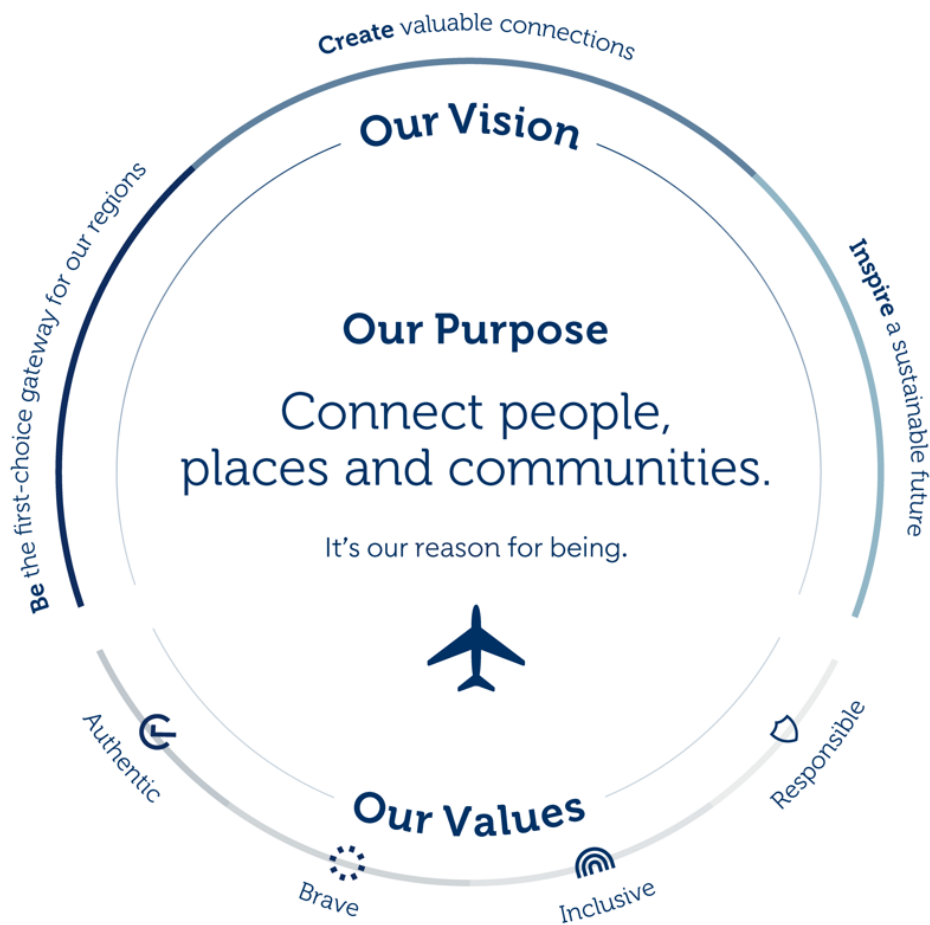 Create valuable connections
Our Vision
Be the first-choice gateway for our regions
Inspire a sustainable future
Our Purpose
Connect people,
places and communities.
It's our reason for being.
Our Values
Authentic
Brave
Inclusive
Responsible